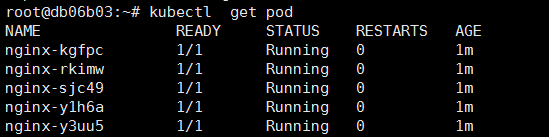 root@db06b03:~# kubectl  get pod
NAME          READY     STATUS    RESTARTS   AGE
nginx-kgfpc   1/1       Running   0          1m
nginx-rkimw   1/1       Running   0          1m
nginx-sjc49   1/1       Running   0          1m
nginx-y1h6a   1/1       Running   0          1m
nginx-y3uu5   1/1       Running   0          1m